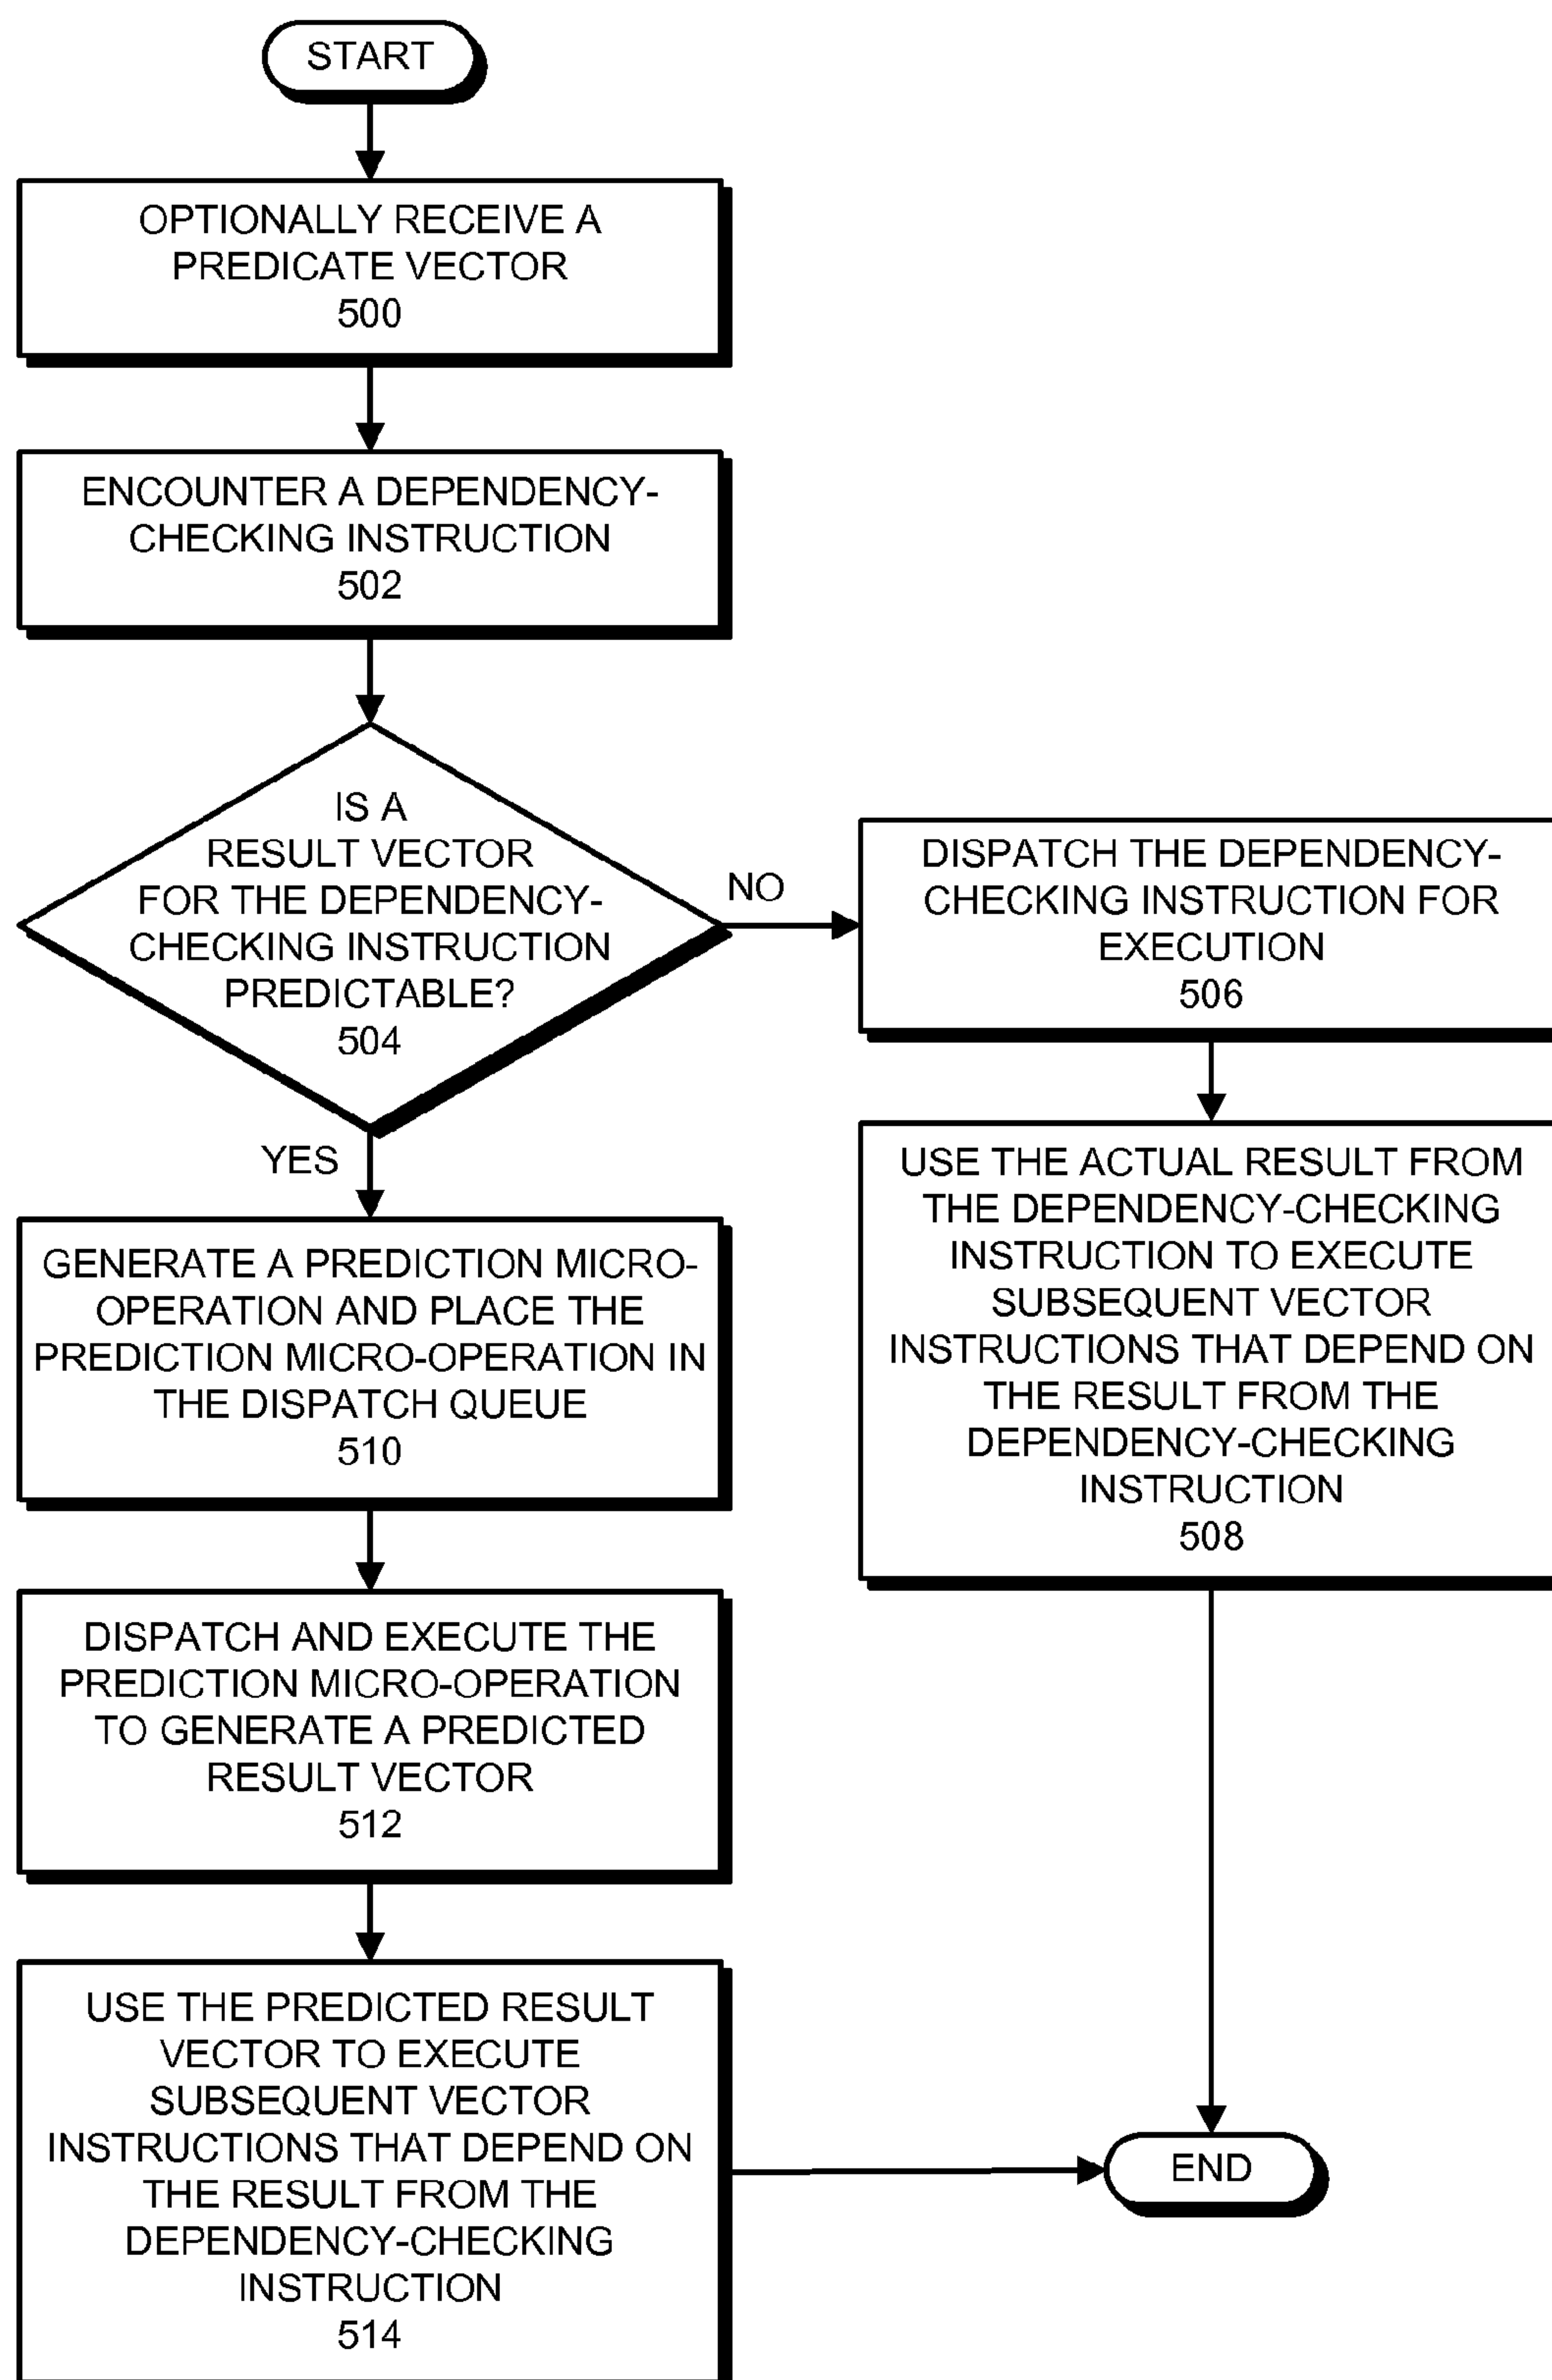 START
OPTIONALLY RECEIVE A
PREDICATE VECTOR
500
ENCOUNTER A DEPENDENCY-
CHECKING INSTRUCTION
502
IS A
RESULT VECTOR
FOR THE DEPENDENCY-
CHECKING INSTRUCTION
PREDICTABLE?
504
NO
DISPATCH THE DEPENDENCY-
CHECKING INSTRUCTION FOR
EXECUTION
506
USE THE ACTUAL RESULT FROM
THE DEPENDENCY-CHECKING
INSTRUCTION TO EXECUTE
SUBSEQUENT VECTOR
INSTRUCTIONS THAT DEPEND ON
THE RESULT FROM THE
DEPENDENCY-CHECKING
INSTRUCTION
508
YES
GENERATE A PREDICTION MICRO-
OPERATION AND PLACE THE
PREDICTION MICRO-OPERATION IN
THE DISPATCH QUEUE
510
DISPATCH AND EXECUTE THE
PREDICTION MICRO-OPERATION
TO GENERATE A PREDICTED
RESULT VECTOR
512
USE THE PREDICTED RESULT
VECTOR TO EXECUTE
SUBSEQUENT VECTOR
INSTRUCTIONS THAT DEPEND ON
THE RESULT FROM THE
DEPENDENCY-CHECKING
INSTRUCTION
514
END